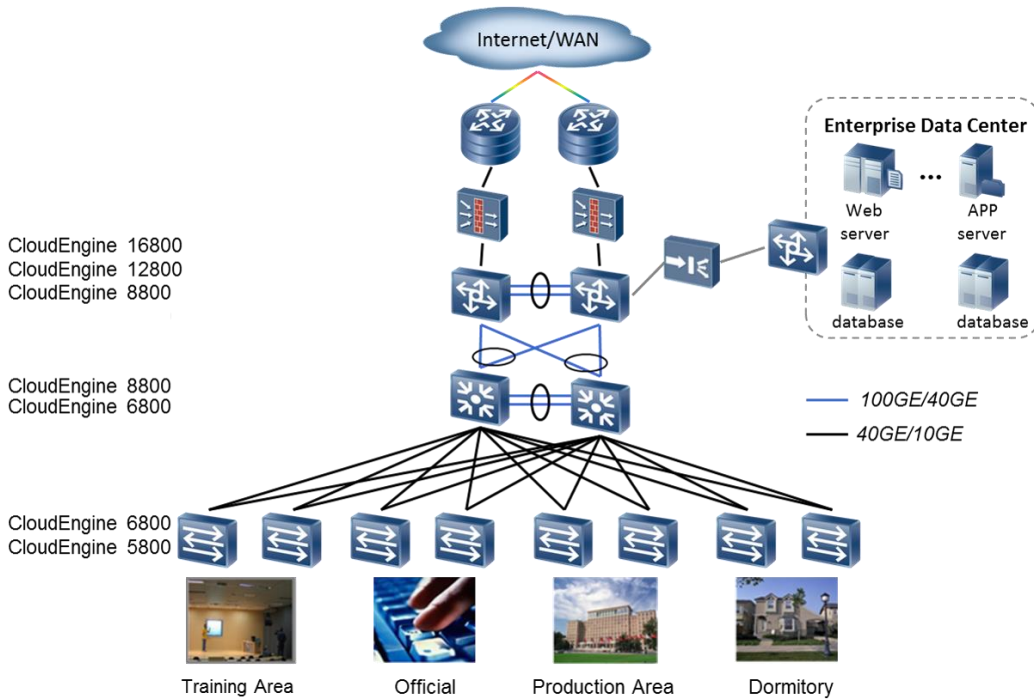 Internet/WAN
Enterprise Data Center
...
Web
server
APP
server
database
database
CloudEngine 16800
CloudEngine 12800
CloudEngine 8800
CloudEngine 8800
CloudEngine 6800
100GE/40GE
40GE/10GE
CloudEngine 6800
CloudEngine 5800
Training Area
Official
Production Area
Dormitory